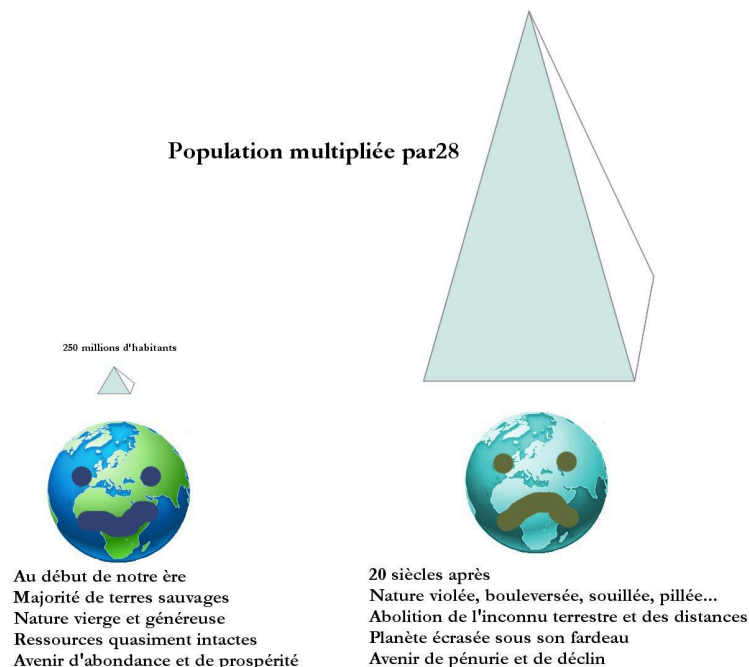 Population multipliée par28
250 millions d'habitants
Au début de notre ère
Majorité de terres sauvages
Nature vierge et généreuse
Ressources quasiment intactes
Avenir d'abondance et de prospérité
20 siècles après
Nature violée, bouleversée, souillée, pillée...
Abolition de l'inconnu terrestre et des distances
Planète écrasée sous son fardeau
Avenir de pénurie et de déclin